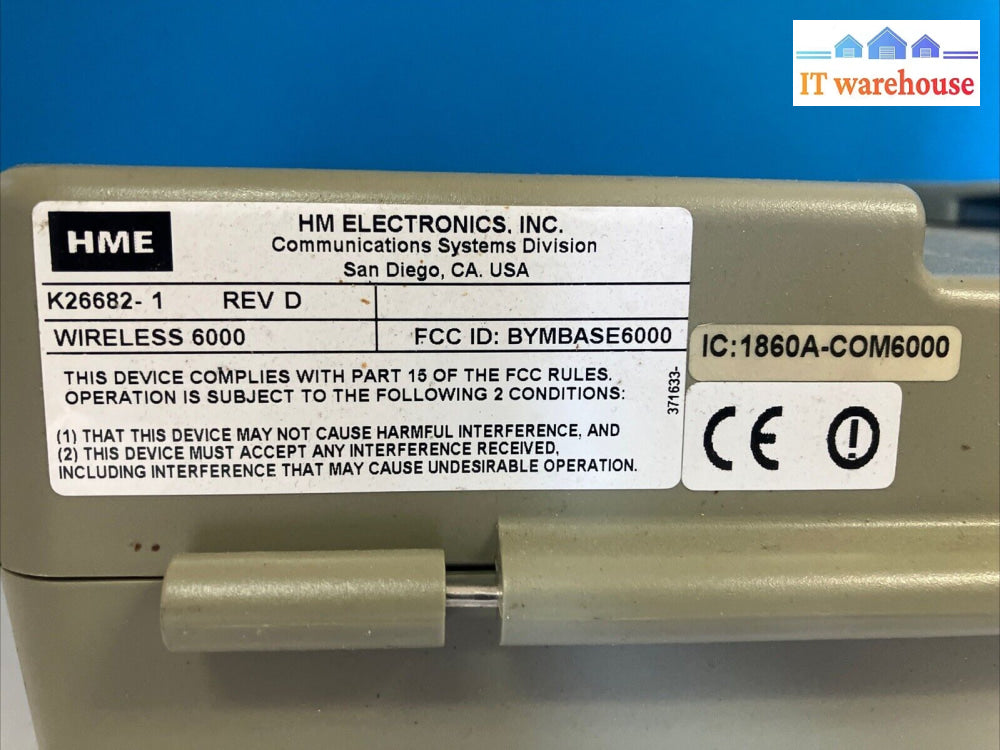 IT warehouse
HME
HM ELECTRONICS, INC.
Communications Systems Division
San Diego, CA. USA
K26682- 1 REV D
WIRELESS 6000 FCC ID: BYMBASE6000
THIS DEVICE COMPLIES WITH PART 15 OF THE FCC RULES.
OPERATION IS SUBJECT TO THE FOLLOWING 2 CONDITIONS:
(1) THAT THIS DEVICE MAY NOT CAUSE HARMFUL INTERFERENCE, AND
(2) THIS DEVICE MUST ACCEPT ANY INTERFERENCE RECEIVED,
INCLUDING INTERFERENCE THAT MAY CAUSE UNDESIRABLE OPERATION.
371633-
IC:1860A-COM6000
CE